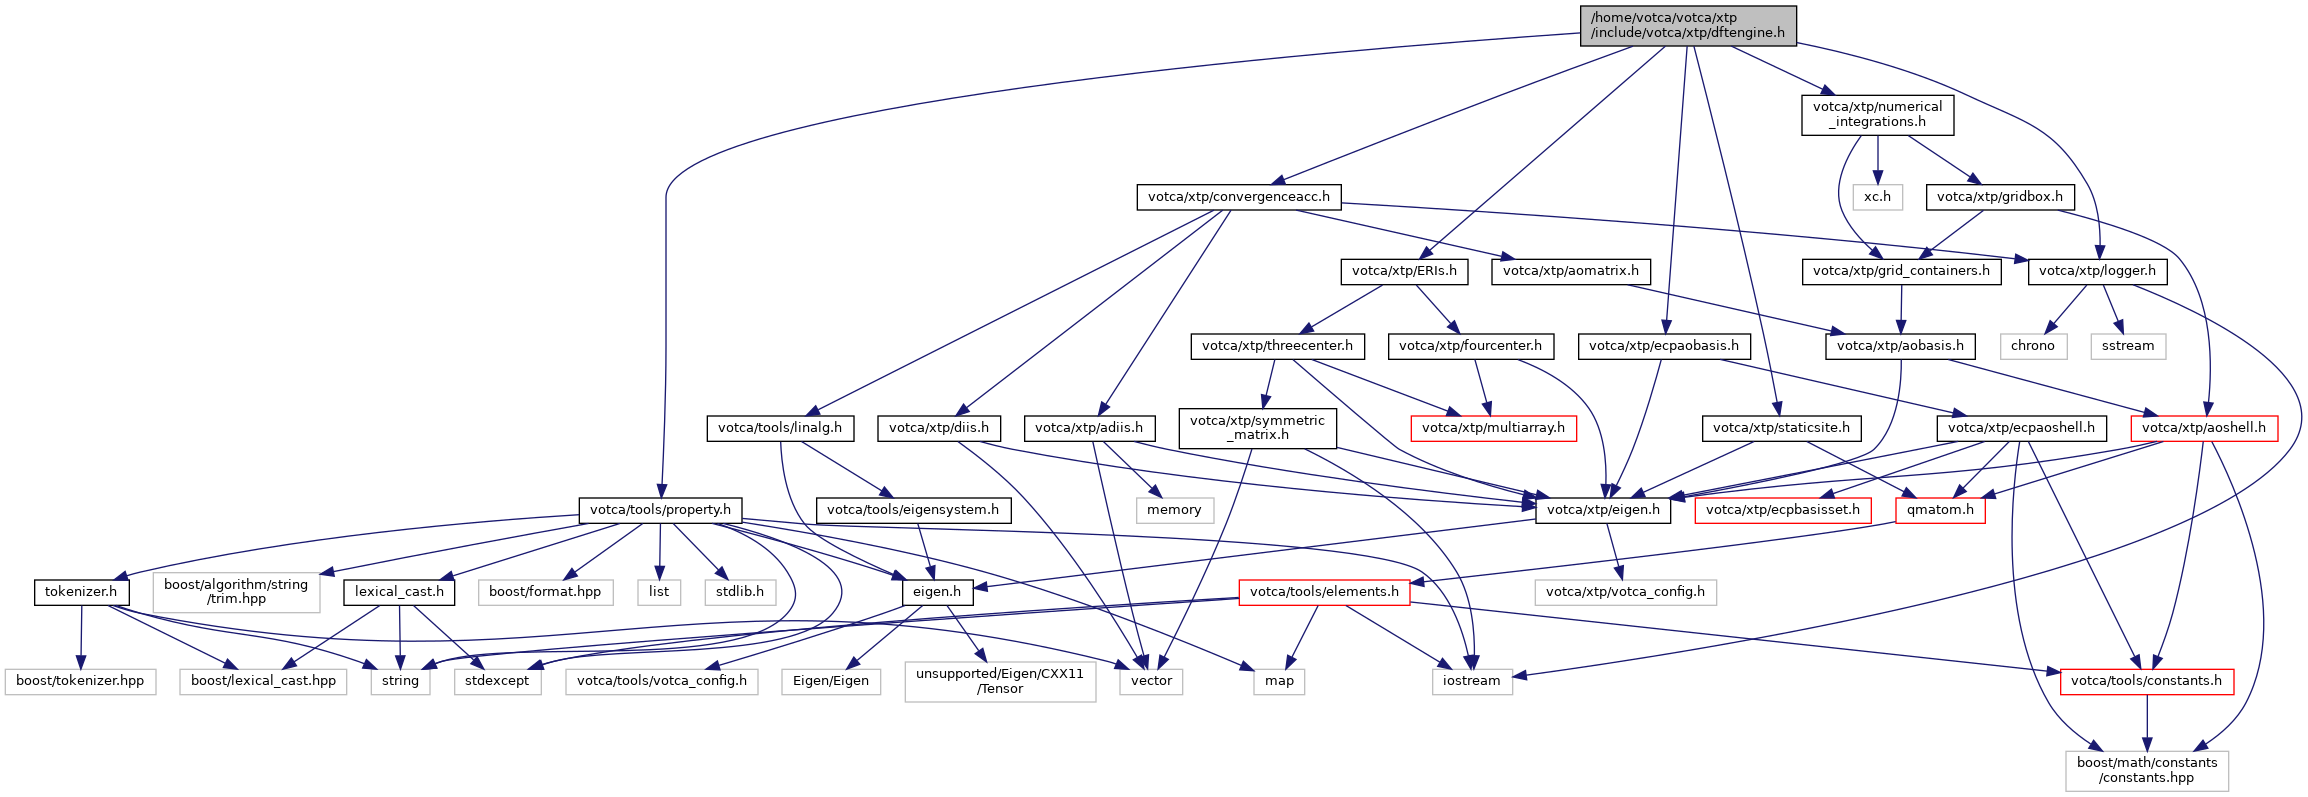 /home/votca/votca/xtp
/include/votca/xtp/dftengine.h
votca/xtp/numerical
_integrations.h
votca/xtp/convergenceacc.h
xc.h
votca/xtp/gridbox.h
votca/xtp/ERIs.h
votca/xtp/aomatrix.h
votca/xtp/grid_containers.h
votca/xtp/logger.h
votca/xtp/threecenter.h
votca/xtp/fourcenter.h
votca/xtp/ecpaobasis.h
votca/xtp/aobasis.h
chrono
sstream
votca/tools/linalg.h
votca/xtp/diis.h
votca/xtp/adiis.h
votca/xtp/symmetric
_matrix.h
votca/xtp/multiarray.h
votca/xtp/staticsite.h
votca/xtp/ecpaoshell.h
votca/xtp/aoshell.h
votca/tools/property.h
votca/tools/eigensystem.h
memory
votca/xtp/eigen.h
votca/xtp/ecpbasisset.h
qmatom.h
tokenizer.h
boost/algorithm/string
/trim.hpp
lexical_cast.h
boost/format.hpp
list
stdlib.h
eigen.h
votca/tools/elements.h
votca/xtp/votca_config.h
boost/tokenizer.hpp
boost/lexical_cast.hpp
string
stdexcept
votca/tools/votca_config.h
Eigen/Eigen
unsupported/Eigen/CXX11
/Tensor
vector
map
iostream
votca/tools/constants.h
boost/math/constants
/constants.hpp